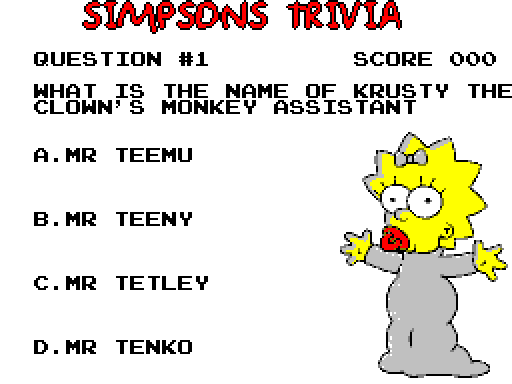 SIMPSONS TRIVIA
QUESTION #1 SCORE 000
WHAT IS THE NAME OF KRUSTY THE
CLOWN'S MONKEY ASSISTANT
A.MR TEEMU
B.MR TEENY
C.MR TETLEY
D.MR TENKO